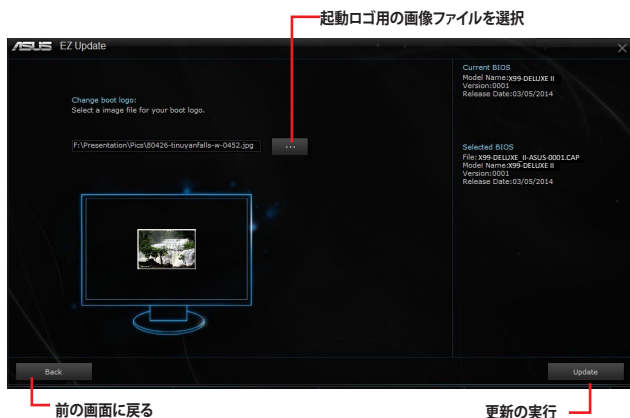 起動ロゴ用の画像ファイルを選択
ASUS EZ Update
Change boot logo:
Select a image file for your boot logo.
F:\Presentation\Pics\80426-tinuyanfalls-w-0452.jpg
...
Current BIOS
Model Name:X99-DELUXE II
Version:0001
Release Date:03/05/2014
Selected BIOS
File: X99-DELUXE_II-ASUS-0001.CAP
Model Name:X99-DELUXE II
Version:0001
Release Date:03/05/2014
Back
Update
前の画面に戻る
更新の実行